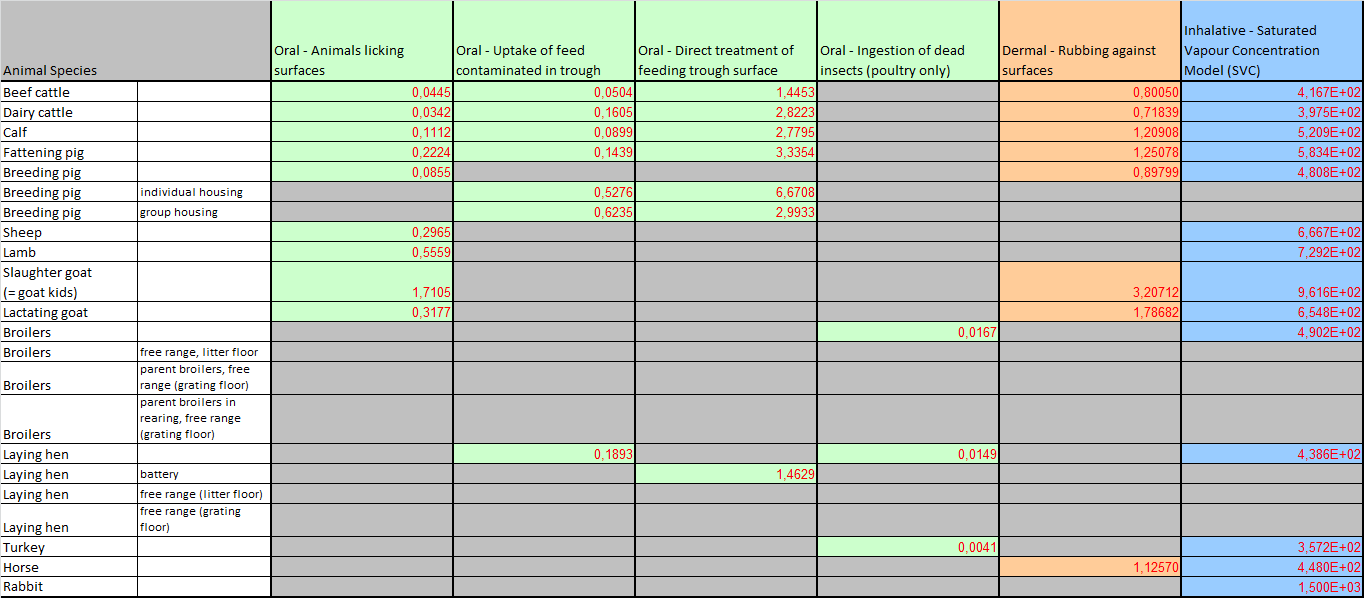 Animal Species
Oral - Animals licking
surfaces
Oral - Uptake of feed
contaminated in trough
Oral - Direct treatment of
feeding trough surface
Oral - Ingestion of dead
insects (poultry only)
Dermal - Rubbing against
surfaces
Inhalative - Saturated
Vapour Concentration
Model (SVC)
Beef cattle 0,0445 0,0504 1,4453 0,80050 4,167E+02
Dairy cattle 0,0342 0,1605 2,8223 0,71839 3,975E+02
Calf 0,1112 0,0899 2,7795 1,20908 5,209E+02
Fattening pig 0,2224 0,1439 3,3354 1,25078 5,834E+02
Breeding pig 0,0855 0,89799 4,808E+02
Breeding pig individual housing 0,5276 6,6708
Breeding pig group housing 0,6235 2,9933
Sheep 0,2965 6,667E+02
Lamb 0,5559 7,292E+02
Slaughter goat
(= goat kids) 1,7105 3,20712 9,616E+02
Lactating goat 0,3177 1,78682 6,548E+02
Broilers 0,0167 4,902E+02
Broilers free range, litter floor
parent broilers, free
Broilers range (grating floor)
parent broilers in
rearing, free range
Broilers (grating floor)
Laying hen 0,1893 0,0149 4,386E+02
Laying hen battery 1,4629
Laying hen free range (litter floor)
free range (grating
Laying hen floor)
Turkey 0,0041 3,572E+02
Horse 1,12570 4,480E+02
Rabbit 1,500E+03